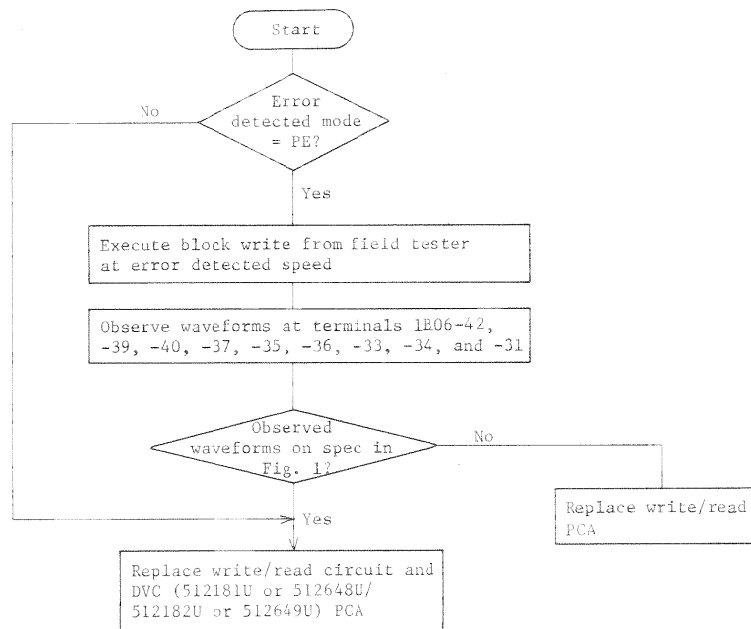 Start
Error
detected mode
= PE?
No
Yes
Execute block write from field tester
at error detected speed
Observe waveforms at terminals 1B06-42,
-39, -40, -37, -35, -36, -33, -34, and -31
Observed
waveforms on spec in
Fig. 1?
No
Replace write/read
PCA
Yes
Replace write/read circuit and
DVC (512181U or 512648U/
512182U or 512649U) PCA